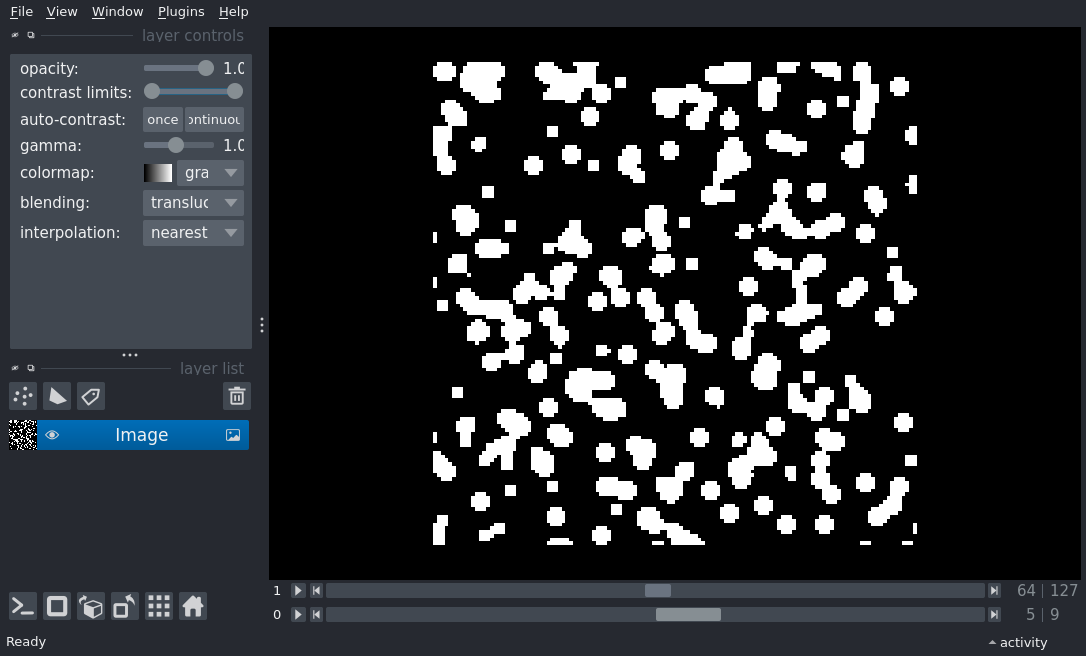 File View Window Plugins Help
layer controls
opacity: 1.0
contrast limits:
auto-contrast: once ontinuou
gamma: 1.0
colormap: gra
blending: transluc
interpolation: nearest
layer list
Image
1 64 | 127
0 5 | 9
Ready activity